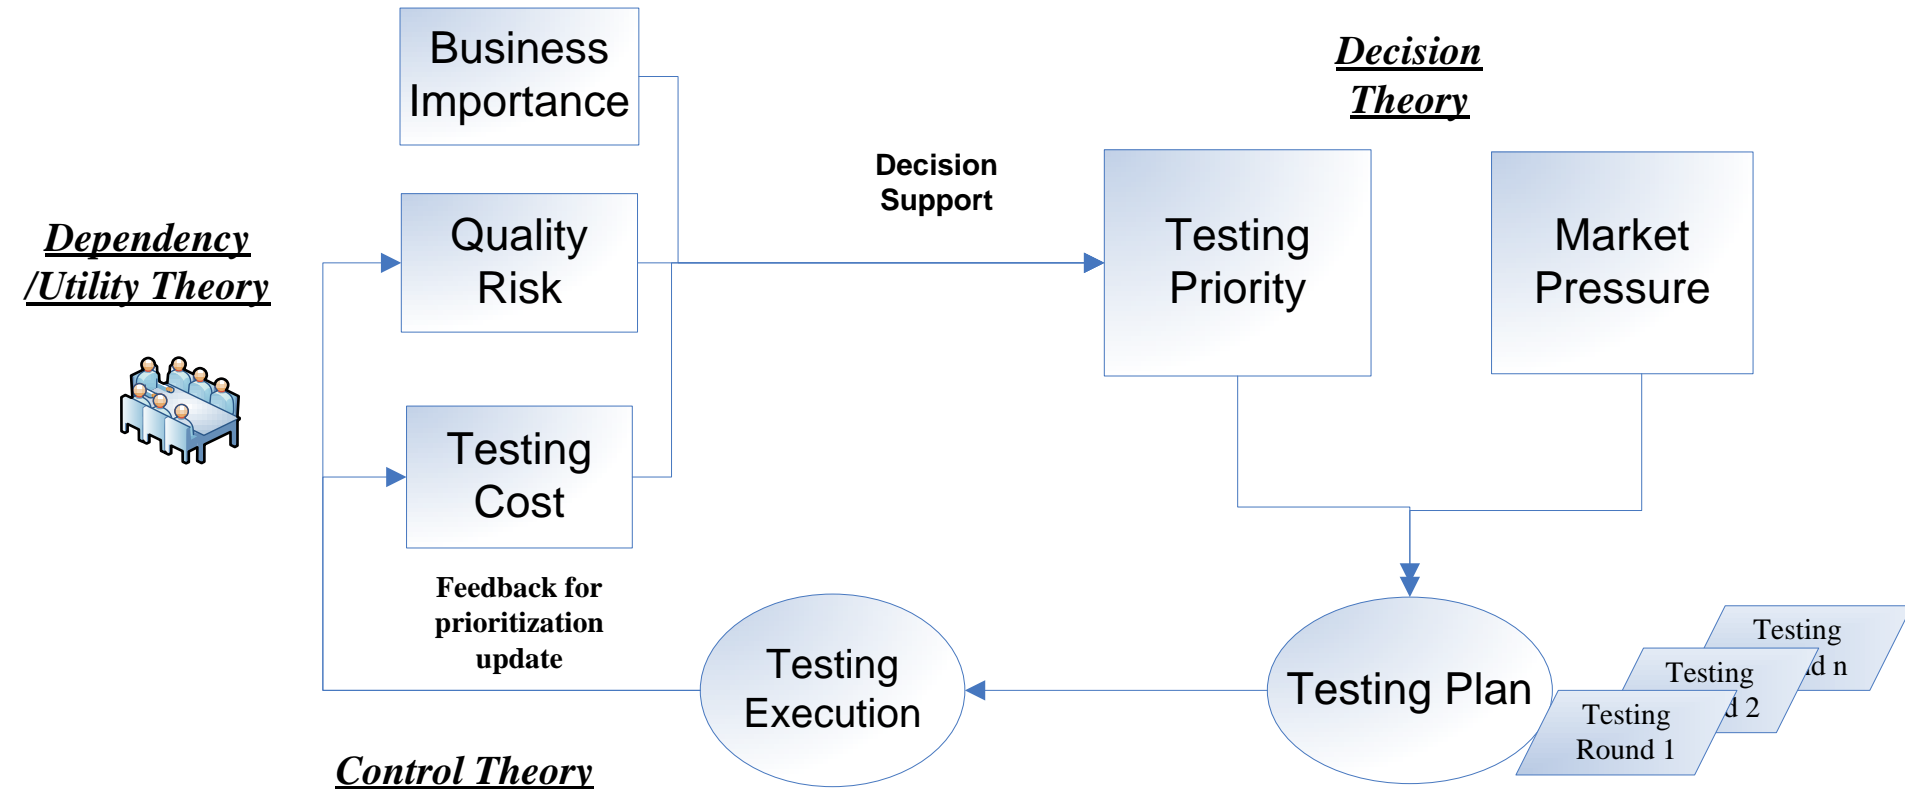 Business
Importance
Decision
Theory
Decision
Support
Dependency
/Utility Theory
Quality
Risk
Testing
Priority
Market
Pressure
Testing
Cost
Feedback for
prioritization
update
Testing
Execution
Testing Plan
Testing
d n
Testing
d 2
Testing
Round 1
Control Theory